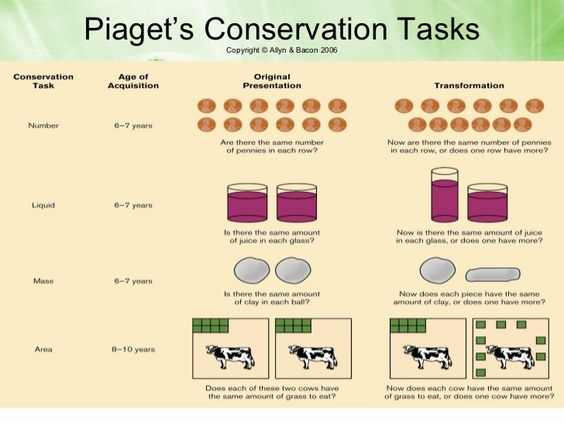 Piaget's Conservation Tasks
Copyright © Allyn & Bacon 2006
Conservation
Task
Age of
Acquisition
Original
Presentation
Transformation
Number
6–7 years
Are there the same number
of pennies in each row?
Now are there the same number of pennies
in each row, or does one row have more?
Liquid
6–7 years
Is there the same amount
of juice in each glass?
Now is there the same amount of juice
in each glass, or does one have more?
Mass
6–7 years
Is there the same amount
of clay in each ball?
Now does each piece have the same
amount of clay, or does one have more?
Area
8–10 years
Does each of these two cows have
the same amount of grass to eat?
Now does each cow have the same amount
of grass to eat, or does one cow have more?